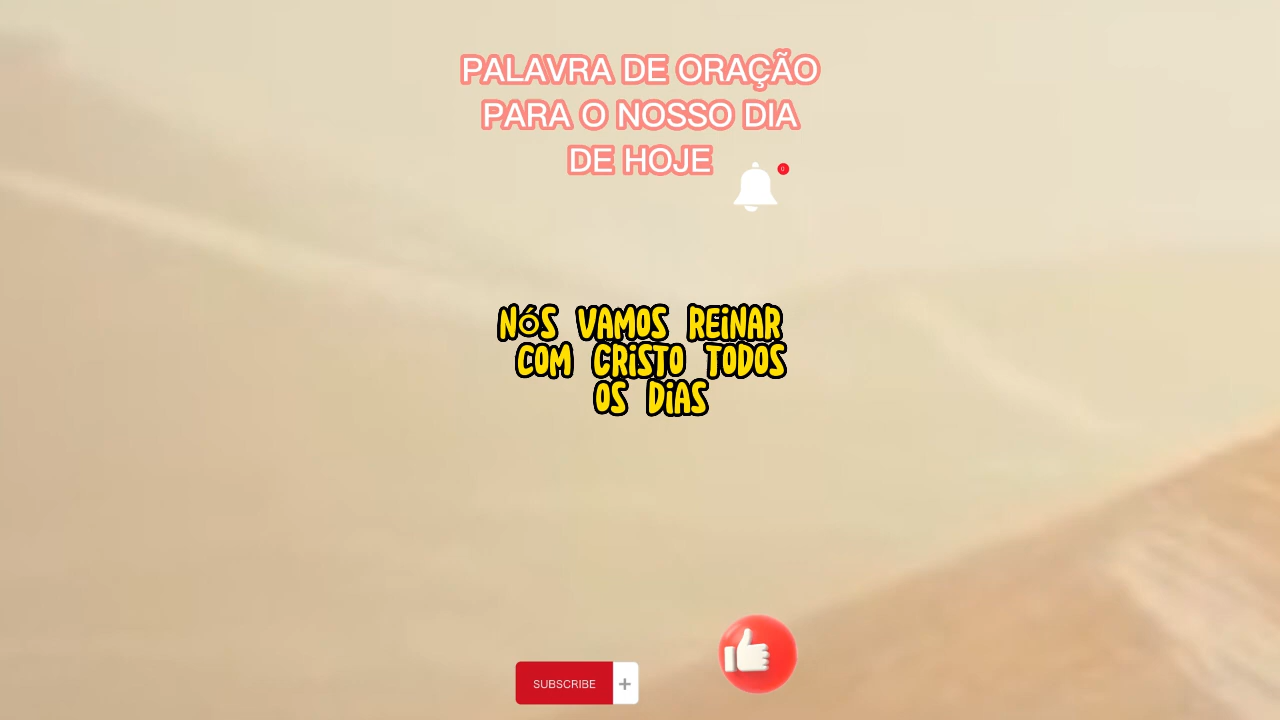 PALAVRA DE ORAÇÃO
PARA O NOSSO DIA
DE HOJE
NÓS VAMOS REINAR
COM CRISTO TODOS
OS DIAS
SUBSCRIBE +